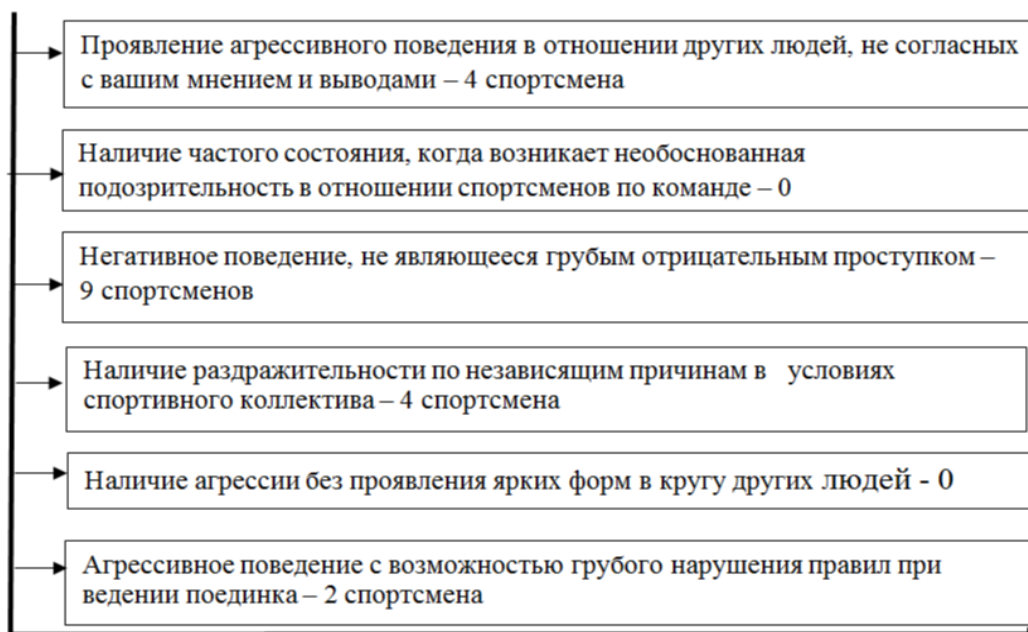 Проявление агрессивного поведения в отношении других людей, не согласных
с вашим мнением и выводами – 4 спортсмена
Наличие частого состояния, когда возникает необоснованная
подозрительность в отношении спортсменов по команде – 0
Негативное поведение, не являющееся грубым отрицательным проступком –
9 спортсменов
Наличие раздражительности по независящим причинам в условиях
спортивного коллектива – 4 спортсмена
Наличие агрессии без проявления ярких форм в кругу других людей - 0
Агрессивное поведение с возможностью грубого нарушения правил при
ведении поединка – 2 спортсмена